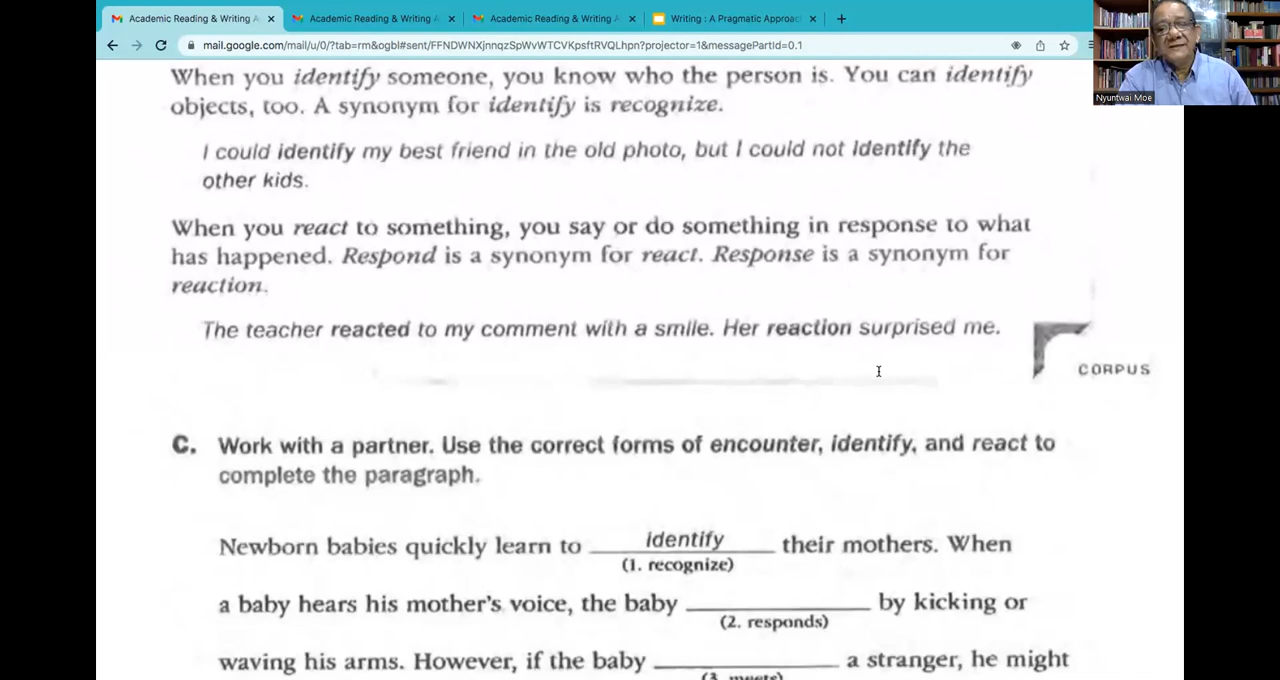 Academic Reading & Writing A
Academic Reading & Writing A
Academic Reading & Writing A
Writing : A Pragmatic Approac
mail.google.com/mail/u/0/?tab=rm&ogbl#sent/FFNDWNXjnnqzSpWvWTCVKpsftRVQLhpn?projector=1&messagePartId=0.1
Nyuntwai Moe
When you identify someone, you know who the person is. You can identify
objects, too. A synonym for identify is recognize.
I could identify my best friend in the old photo, but I could not identify the
other kids.
When you react to something, you say or do something in response to what
has happened. Respond is a synonym for react. Response is a synonym for
reaction.
The teacher reacted to my comment with a smile. Her reaction surprised me.
CORPUS
C. Work with a partner. Use the correct forms of encounter, identify, and react to
complete the paragraph.
Newborn babies quickly learn to identify their mothers. When
(1. recognize)
a baby hears his mother's voice, the baby ____ by kicking or
(2. responds)
waving his arms. However, if the baby ____ a stranger, he might
(3. meets)